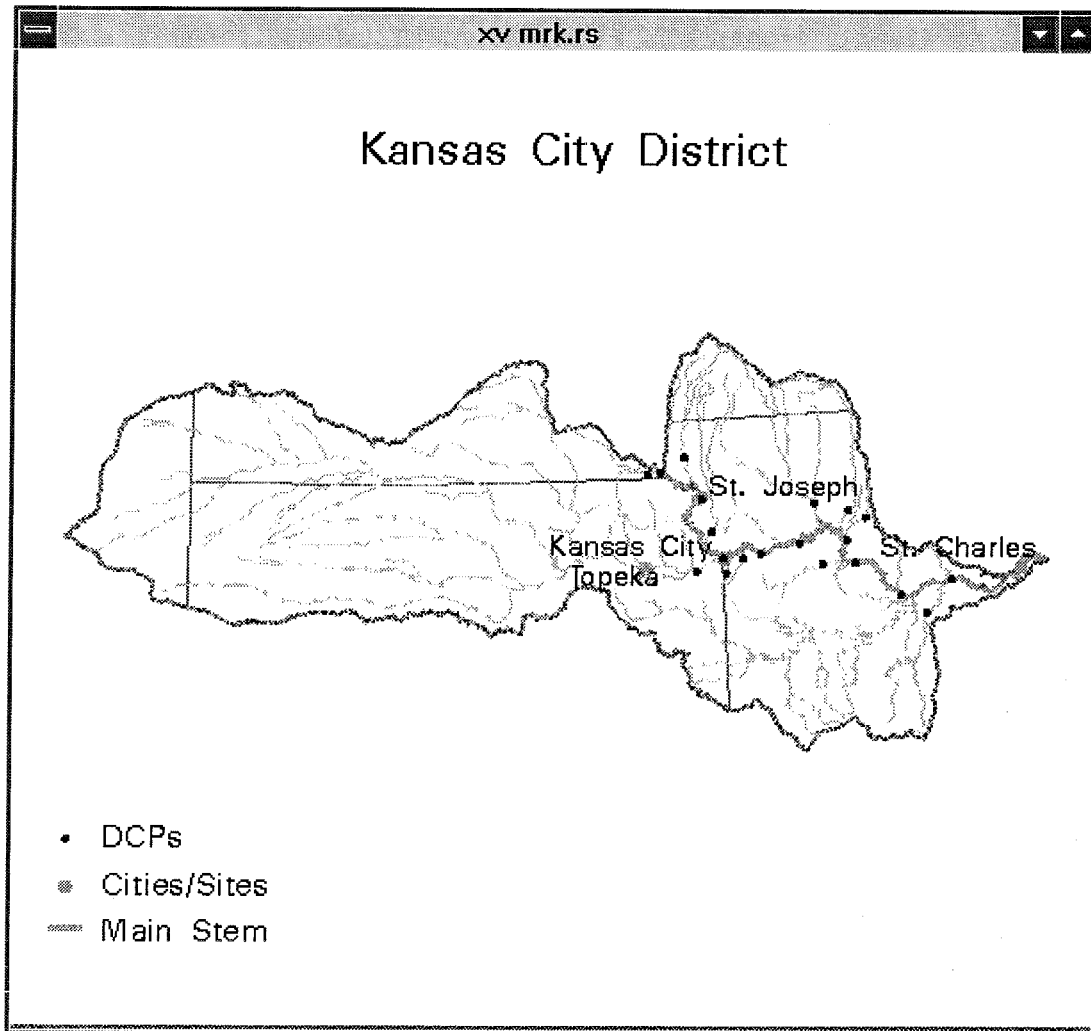 xv mrk.rs
Kansas City District
St. Joseph
Kansas City
St. Charles
Topeka
DCPs
Cities/Sites
Main Stem